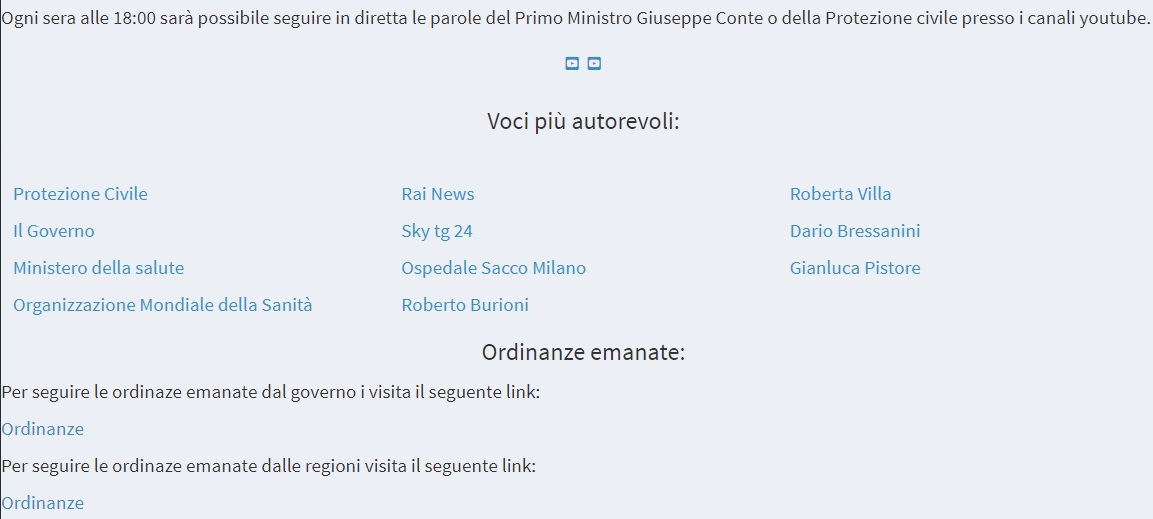 Ogni sera alle 18:00 sarà possibile seguire in diretta le parole del Primo Ministro Giuseppe Conte o della Protezione civile presso i canali youtube.
Voci più autorevoli:
Protezione Civile
Il Governo
Ministero della salute
Organizzazione Mondiale della Sanità
Rai News
Sky tg 24
Ospedale Sacco Milano
Roberto Burioni
Roberta Villa
Dario Bressanini
Gianluca Pistore
Ordinanze emanate:
Per seguire le ordinaze emanate dal governo i visita il seguente link:
Ordinanze
Per seguire le ordinaze emanate dalle regioni visita il seguente link:
Ordinanze